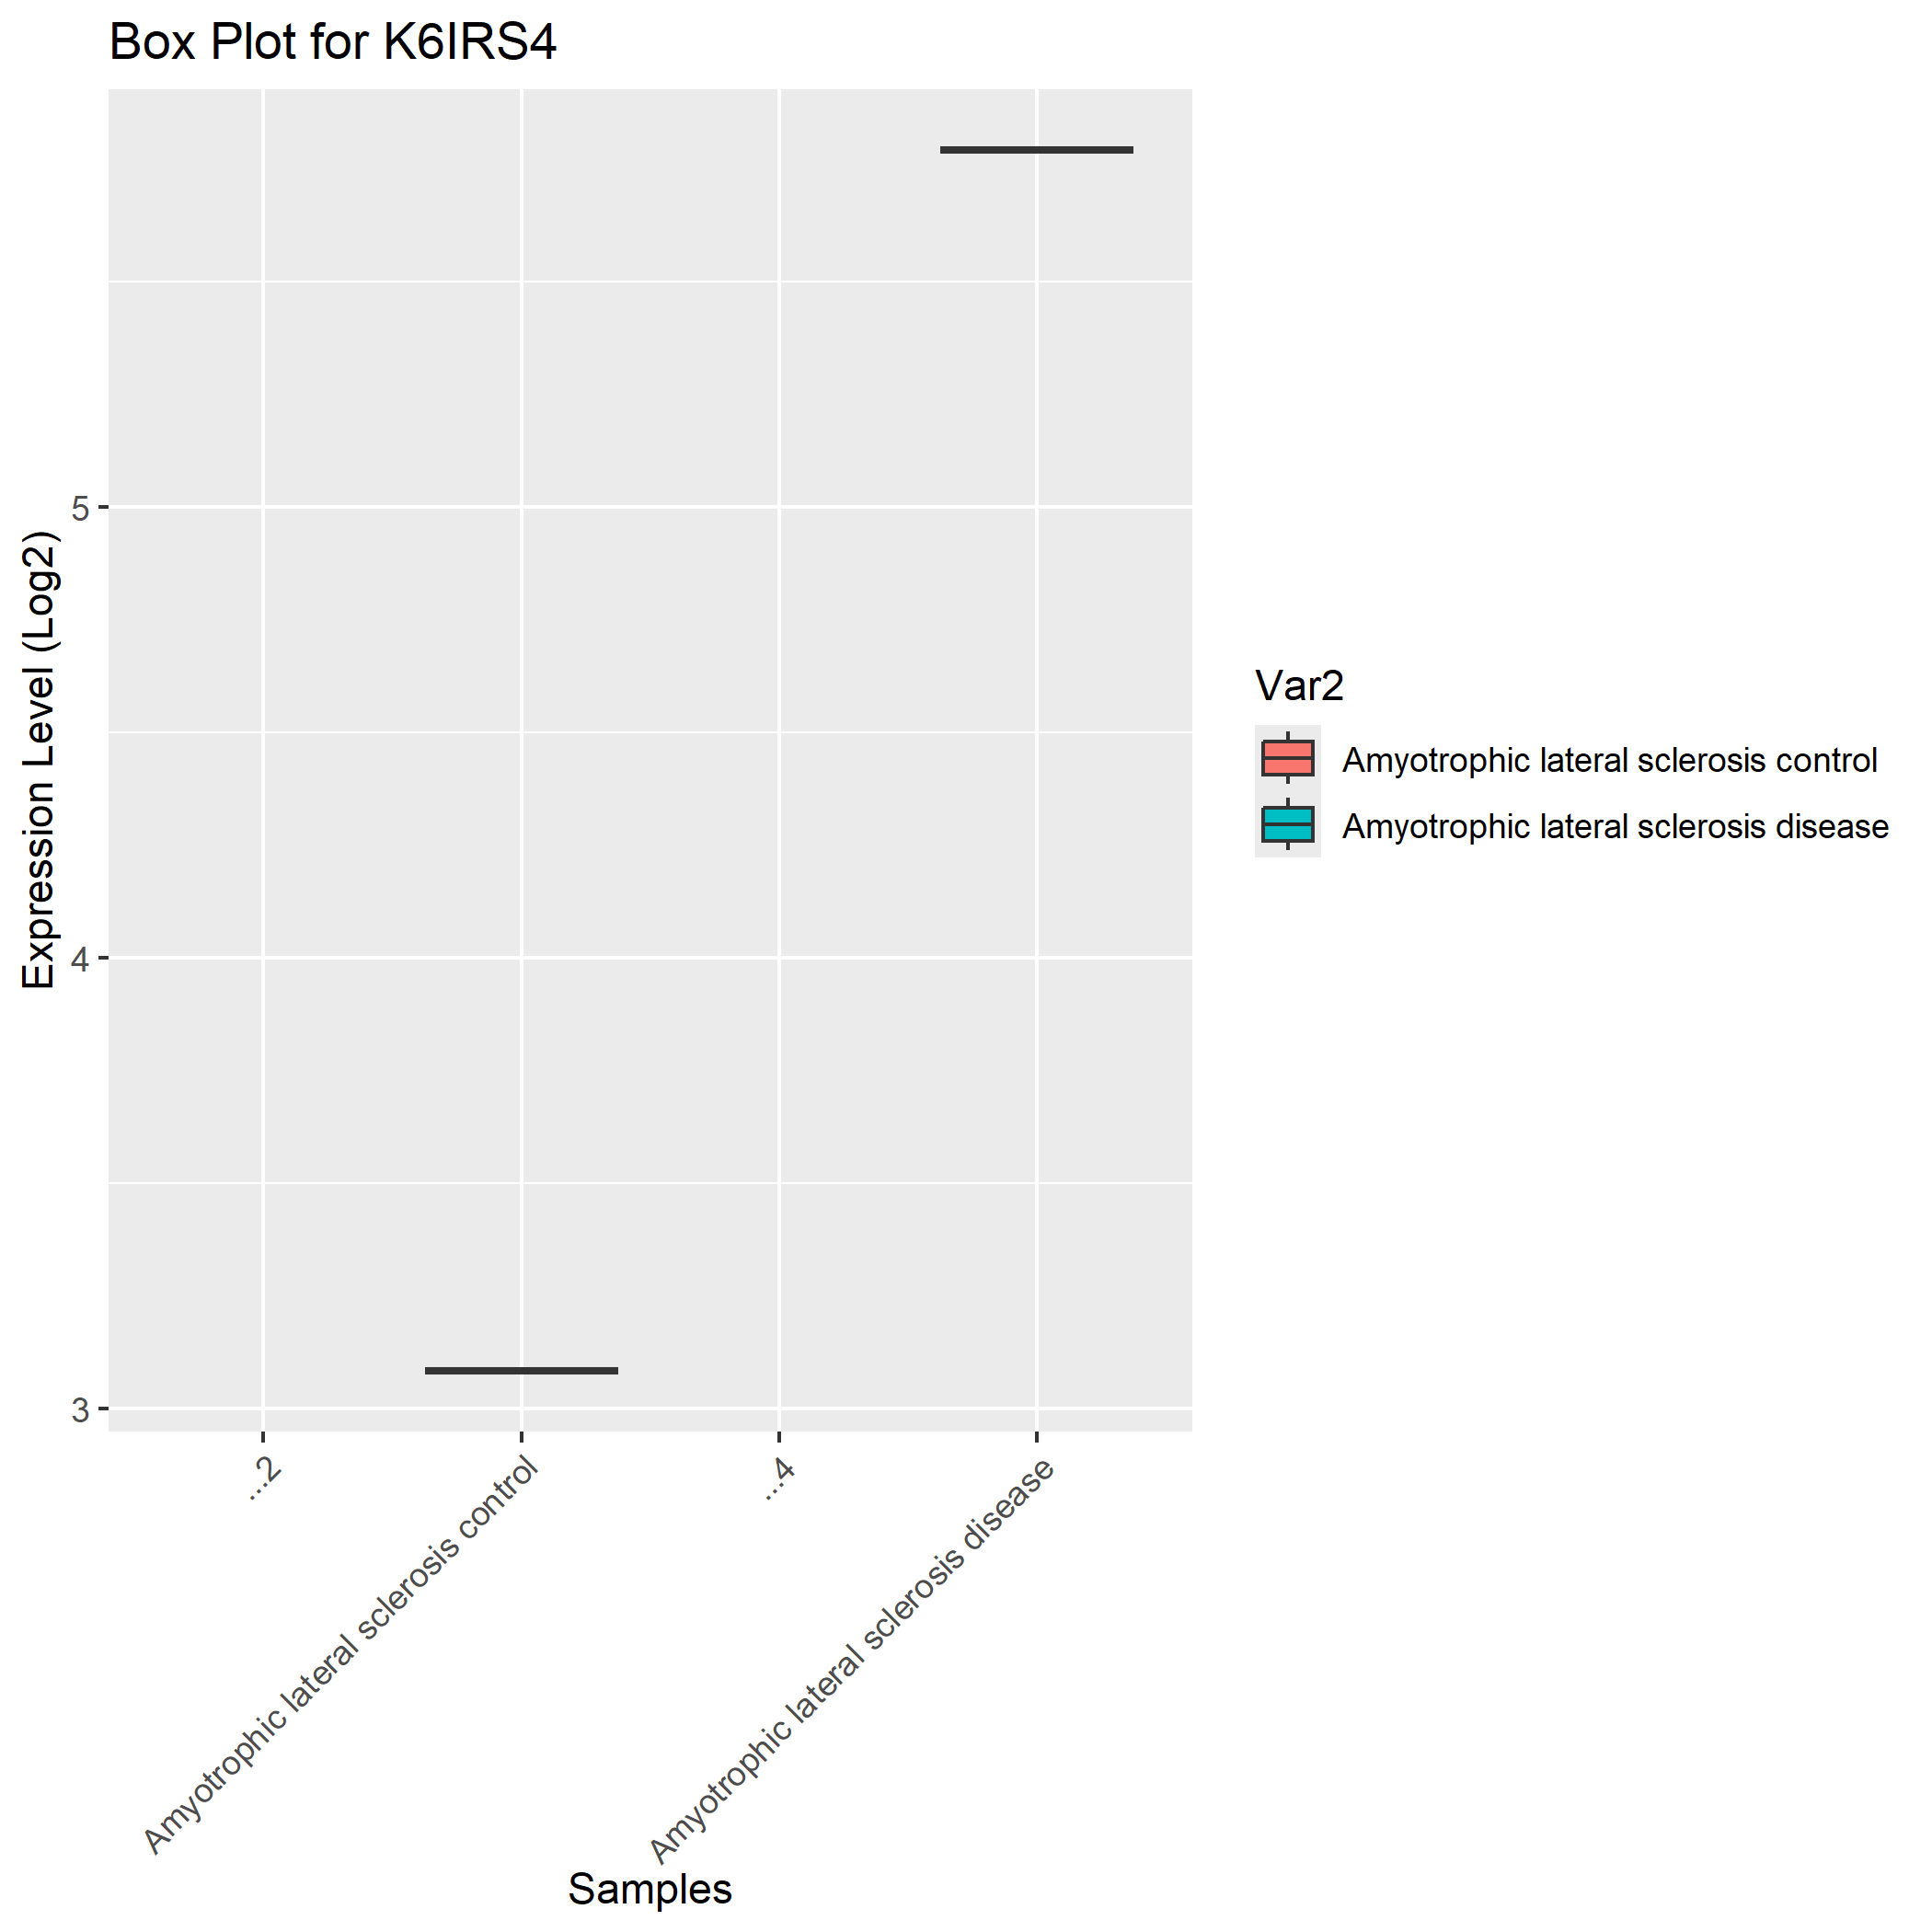 Box Plot for K6IRS4
Expression Level (Log2)
5
4
3
...2
Amyotrophic lateral sclerosis control
...4
Amyotrophic lateral sclerosis disease
Samples
Var2
Amyotrophic lateral sclerosis control
Amyotrophic lateral sclerosis disease